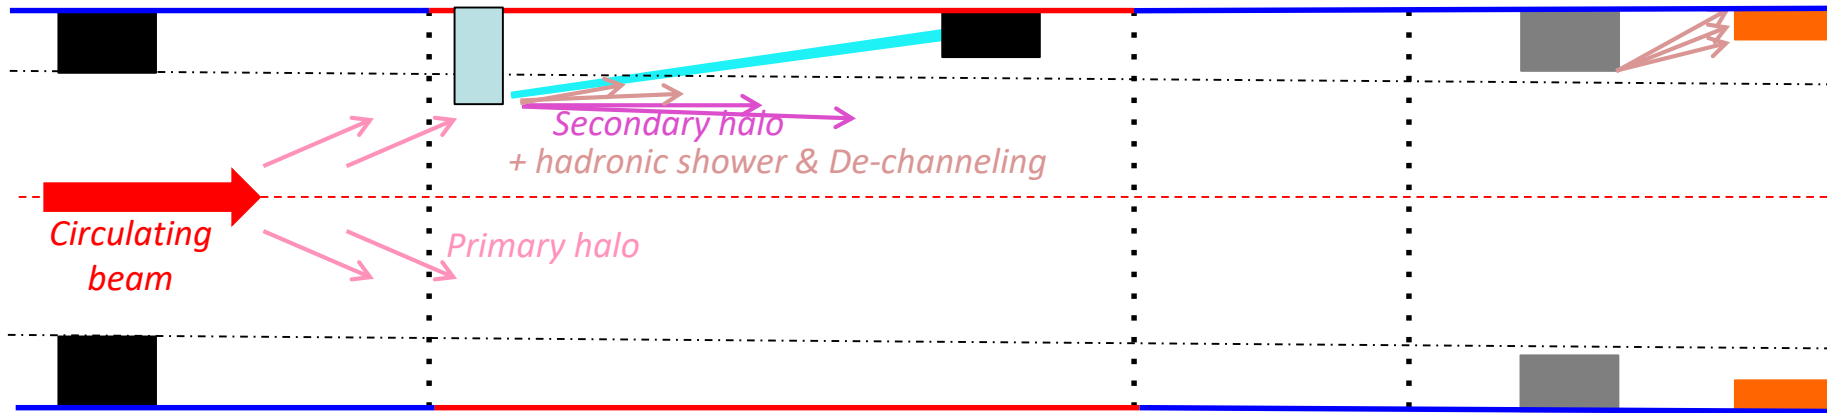 Secondary halo
+ hadronic shower & De-channeling
Circulating
beam
Primary halo